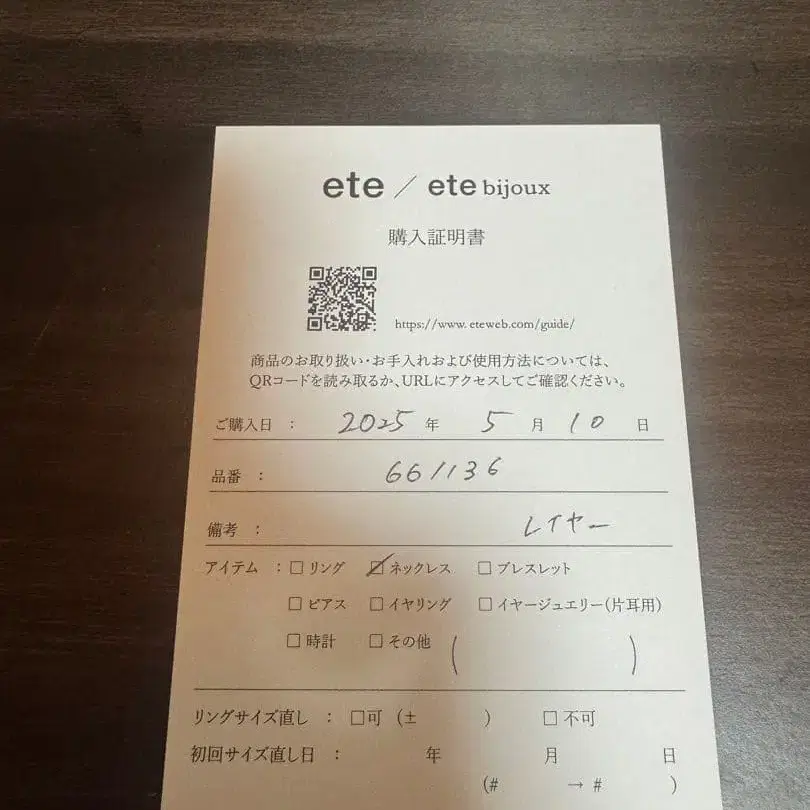 ete / ete bijoux
購入証明書
https://www.eteweb.com/guide/
商品のお取り扱い・お手入れおよび使用方法については、
QRコードを読み取るか、URLにアクセスしてご確認ください。
ご購入日 : 2025 年 5 月 10 日
品番 : 661136
備考 : レイヤー
アイテム : □ リング ☑ ネックレス □ ブレスレット
□ ピアス □ イヤリング □ イヤージュエリー(片耳用)
□ 時計 □ その他 ( )
リングサイズ直し : □可 (± ) □ 不可
初回サイズ直し日 : 年 月 日
(# → # )